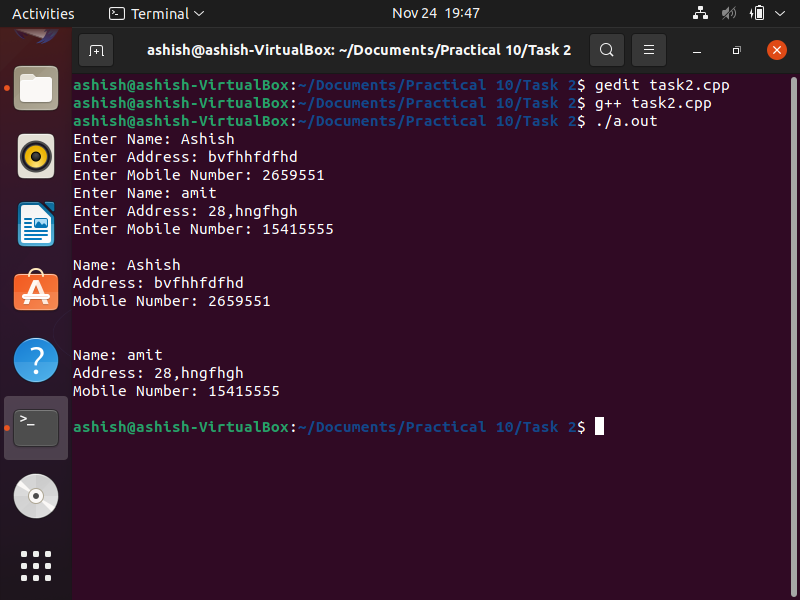 Activities
Terminal
Nov 24 19:47
ashish@ashish-VirtualBox: ~/Documents/Practical 10/Task 2
ashish@ashish-VirtualBox:~/Documents/Practical 10/Task 2$ gedit task2.cpp
ashish@ashish-VirtualBox:~/Documents/Practical 10/Task 2$ g++ task2.cpp
ashish@ashish-VirtualBox:~/Documents/Practical 10/Task 2$ ./a.out
Enter Name: Ashish
Enter Address: bvfhhfdfhd
Enter Mobile Number: 2659551
Enter Name: amit
Enter Address: 28,hngfhgh
Enter Mobile Number: 15415555
Name: Ashish
Address: bvfhhfdfhd
Mobile Number: 2659551
Name: amit
Address: 28,hngfhgh
Mobile Number: 15415555
ashish@ashish-VirtualBox:~/Documents/Practical 10/Task 2$